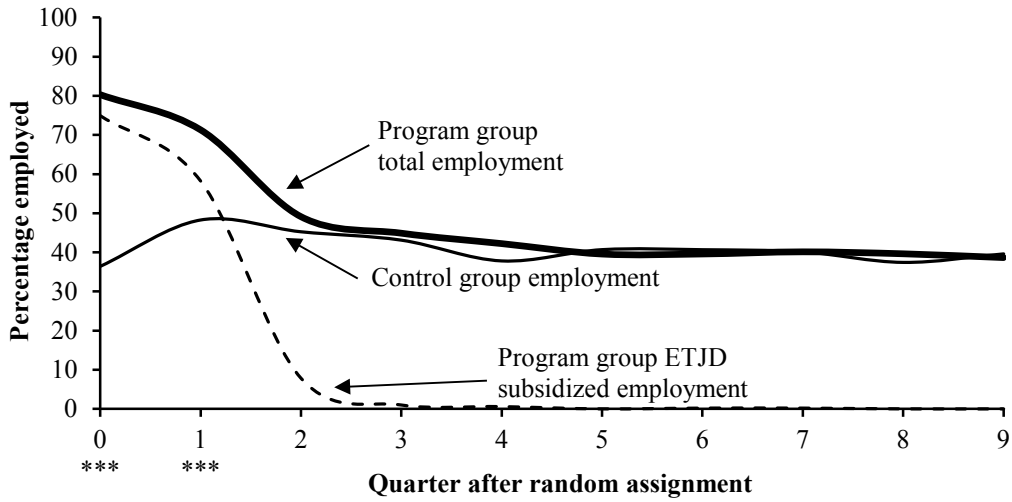 100
90
80
70
60
50
40
30
20
10
0
Percentage employed
Program group
total employment
Control group employment
Program group ETJD
subsidized employment
0 1 2 3 4 5 6 7 8 9
*** ***
Quarter after random assignment